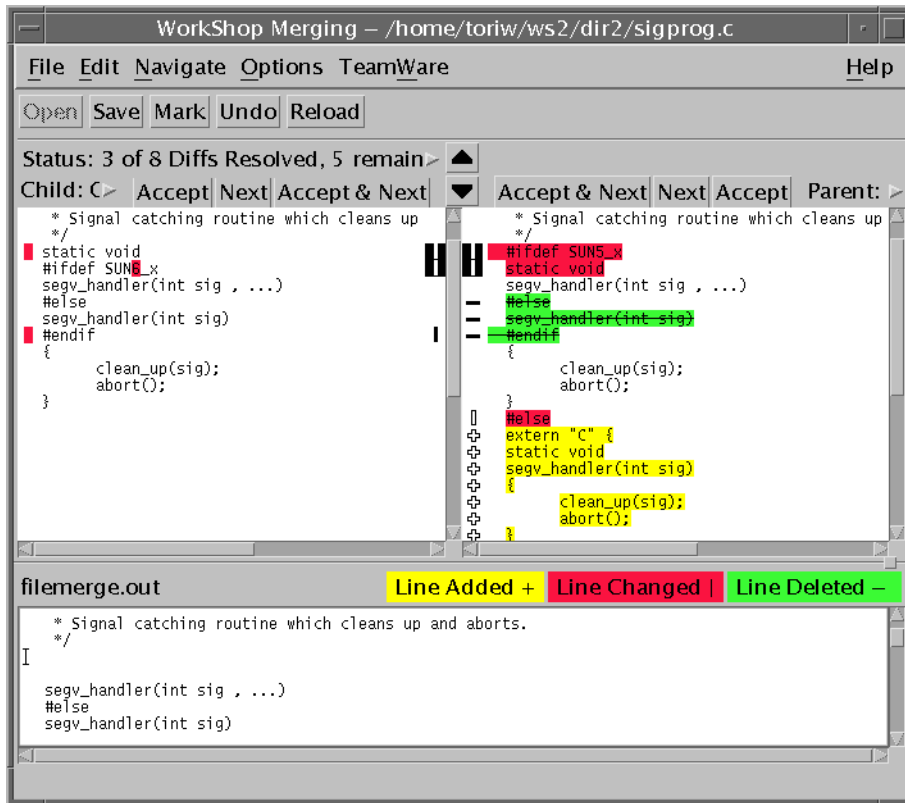 WorkShop Merging – /home/toriw/ws2/dir2/sigprog.c
File Edit Navigate Options TeamWare Help
Open Save Mark Undo Reload
Status: 3 of 8 Diffs Resolved, 5 remain
Child: Accept Next Accept & Next Accept & Next Next Accept Parent:
* Signal catching routine which cleans up
*/
static void
#ifdef SUN6_x
segv_handler(int sig , ...)
#else
segv_handler(int sig)
#endif
{
clean_up(sig);
abort();
}
* Signal catching routine which cleans up
*/
#ifdef SUN5_x
static void
segv_handler(int sig , ...)
#else
segv_handler(int sig)
#endif
{
clean_up(sig);
abort();
}
#else
extern "C" {
static void
segv_handler(int sig)
{
clean_up(sig);
abort();
}
filemerge.out Line Added + Line Changed | Line Deleted –
* Signal catching routine which cleans up and aborts.
*/
segv_handler(int sig , ...)
#else
segv_handler(int sig)